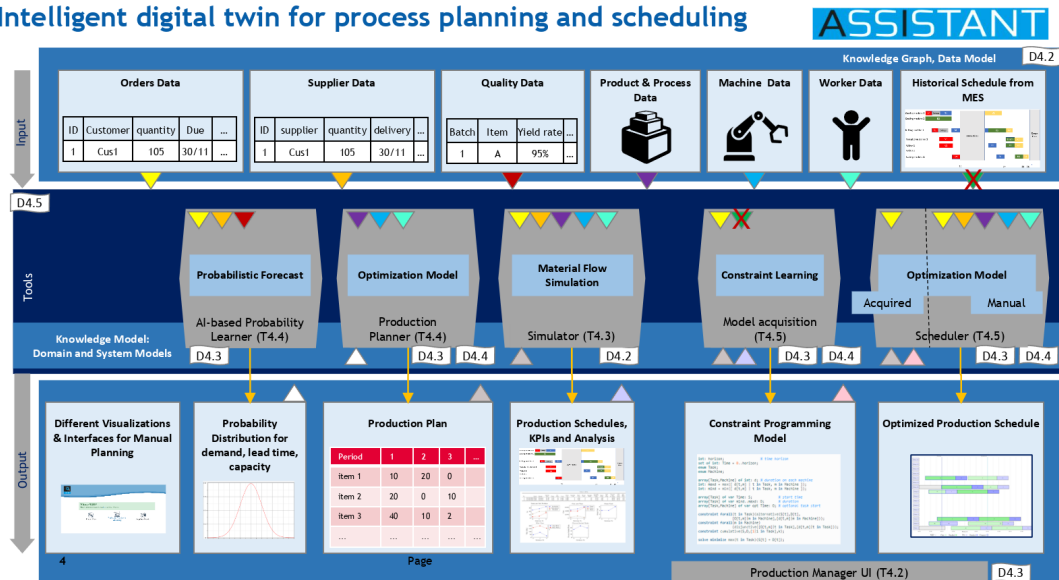 Intelligent digital twin for process planning and scheduling
ASSISTANT
Knowledge Graph, Data Model
D4.2
Input
Orders Data
ID Customer quantity Due ...
1 Cus1 105 30/11 ...
Supplier Data
ID supplier quantity delivery ...
1 Cus1 105 30/11 ...
Quality Data
Batch Item Yield rate ...
1 A 95% ...
Product & Process
Data
Machine Data
Worker Data
Historical Schedule from
MES
D4.5
Tools
Probabilistic Forecast
AI-based Probability
Learner (T4.4)
D4.3
Optimization Model
Production
Planner (T4.4)
D4.3 D4.4
Material Flow
Simulation
Simulator (T4.3)
D4.2
Constraint Learning
Model acquisition
(T4.5)
D4.3 D4.4
Optimization Model
Acquired Manual
Scheduler (T4.5)
D4.3 D4.4
Knowledge Model:
Domain and System Models
Output
Different Visualizations
& Interfaces for Manual
Planning
Probability
Distribution for
demand, lead time,
capacity
Production Plan
Period 1 2 3 ...
item 1 10 20 0
item 2 20 0 10
item 3 40 10 2
... ... ... ...
Production Schedules,
KPIs and Analysis
Constraint Programming
Model
Optimized Production Schedule
4
Page
Production Manager UI (T4.2)
D4.3